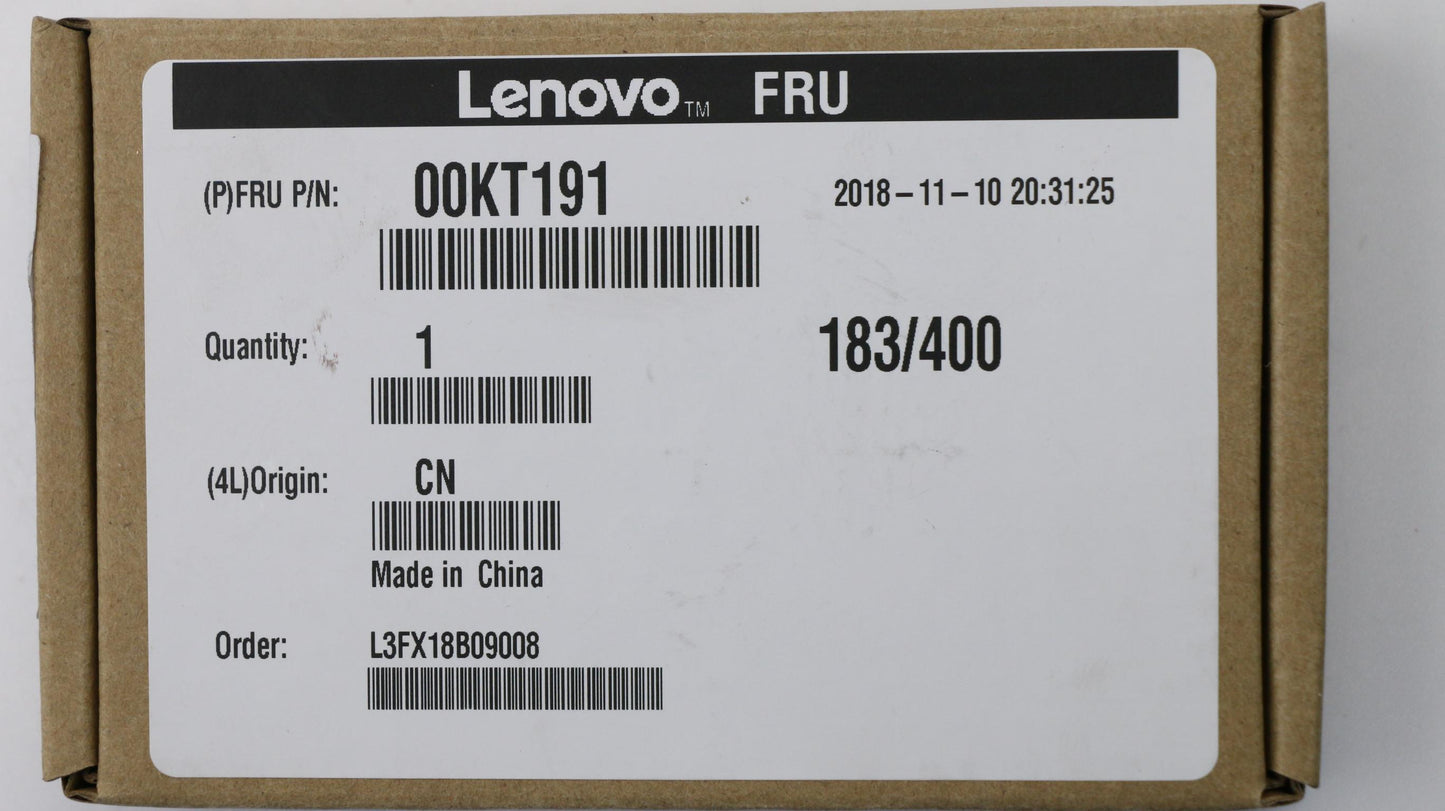 Lenovo™ FRU
(P)FRU P/N: 00KT191 2018-11-10 20:31:25
Quantity: 1 183/400
(4L)Origin: CN
Made in China
Order: L3FX18B09008